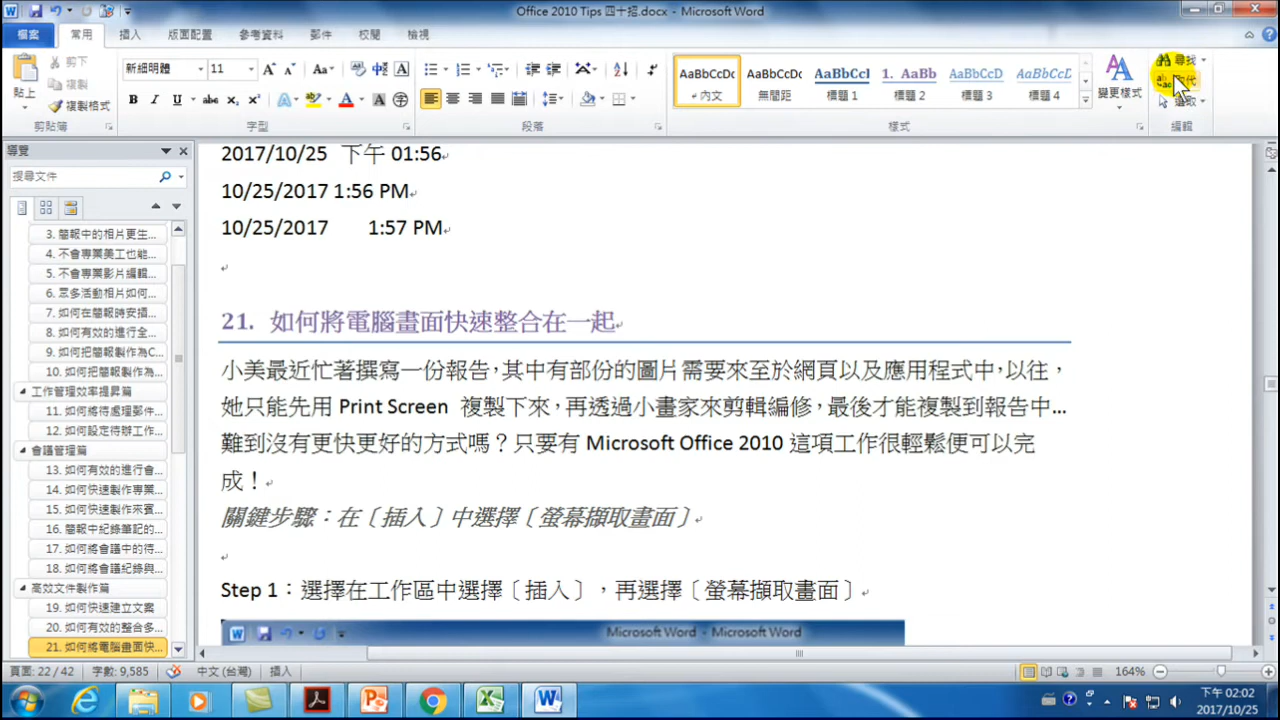 Office 2010 Tips 四十招.docx - Microsoft Word
檔案 常用 插入 版面配置 參考資料 郵件 校閱 檢視
貼上 剪下 複製 複製格式
新細明體 11
AaBbCcDc AaBbCcDc AaBbCcI 1. AaBb AaBbCcD AaBbCcD
內文 無間距 標題 1 標題 2 標題 3 標題 4
變更樣式
尋找
選取
剪貼簿 字型 段落 樣式 編輯
導覽
搜尋文件
3. 簡報中的相片更生...
4. 不會專業美工也能...
5. 不會專業影片編輯...
6. 眾多活動相片如何...
7. 如何在簡報時安插...
8. 如何有效的進行全...
9. 如何把簡報製作為C...
10. 如何把簡報製作為...
工作管理效率提昇篇
11. 如何將待處理郵件...
12. 如何設定待辦工作...
會議管理篇
13. 如何有效的進行會...
14. 如何快速製作專業...
15. 如何快速製作來賓...
16. 簡報中紀錄筆記的...
17. 如何將會議中的待...
18. 如何將會議紀錄與...
高效文件製作篇
19. 如何快速建立文案
20. 如何有效的整合多...
21. 如何將電腦畫面快...
2017/10/25 下午 01:56
10/25/2017 1:56 PM
10/25/2017 1:57 PM
21. 如何將電腦畫面快速整合在一起
小美最近忙著撰寫一份報告，其中有部份的圖片需要來至於網頁以及應用程式中，以往，
她只能先用 Print Screen 複製下來，再透過小畫家來剪輯編修，最後才能複製到報告中...
難到沒有更快更好的方式嗎？只要有 Microsoft Office 2010 這項工作很輕鬆便可以完
成！
關鍵步驟：在〔插入〕中選擇〔螢幕擷取畫面〕
Step 1：選擇在工作區中選擇〔插入〕，再選擇〔螢幕擷取畫面〕
Microsoft Word - Microsoft Word
頁面: 22 / 42 字數: 9,585 中文 (台灣) 插入 164%
下午 02:02
2017/10/25